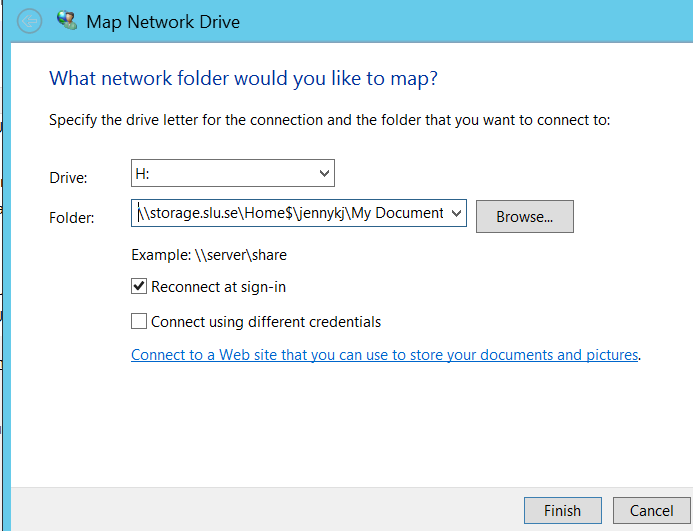 Map Network Drive
What network folder would you like to map?
Specify the drive letter for the connection and the folder that you want to connect to:
Drive: H:
Folder: \\storage.slu.se\Home$\jennykj\My Document Browse...
Example: \\server\share
Reconnect at sign-in
Connect using different credentials
Connect to a Web site that you can use to store your documents and pictures.
Finish Cancel